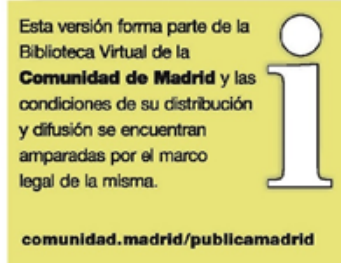 Esta versión forma parte de la
Biblioteca Virtual de la
Comunidad de Madrid y las
condiciones de su distribución
y difusión se encuentran
amparadas por el marco
legal de la misma.
comunidad.madrid/publicamadrid